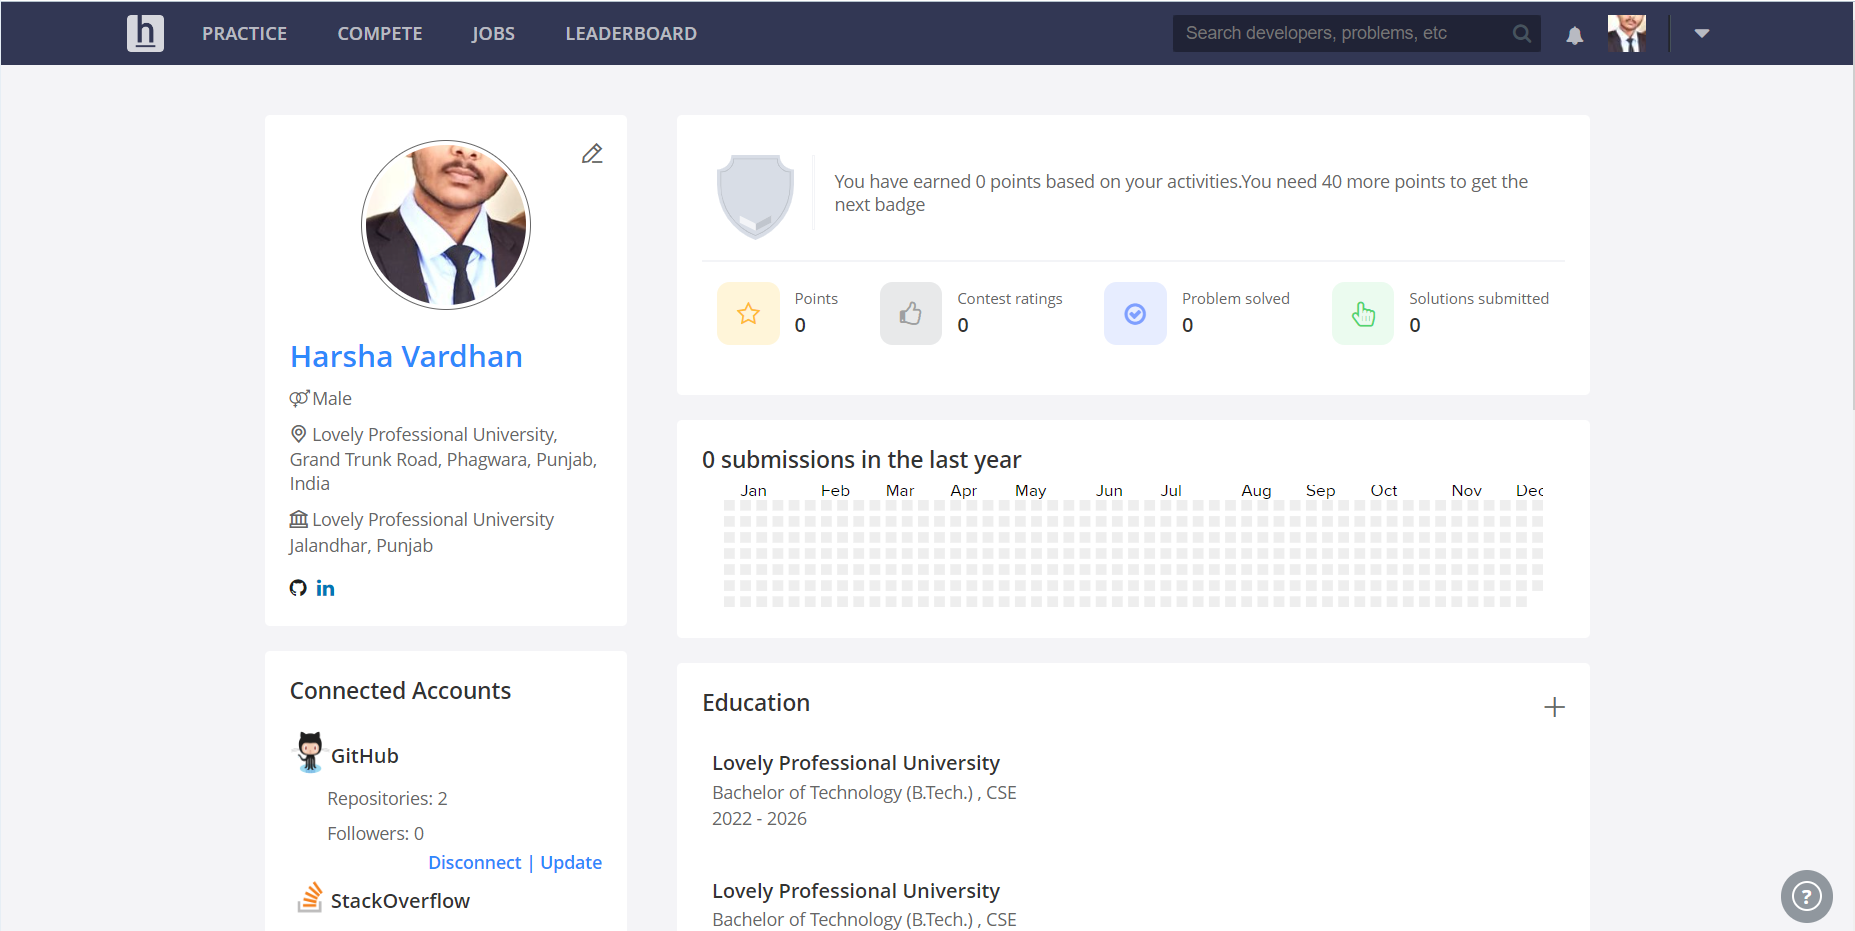 h PRACTICE COMPETE JOBS LEADERBOARD Search developers, problems, etc
Harsha Vardhan
Male
Lovely Professional University,
Grand Trunk Road, Phagwara, Punjab,
India
Lovely Professional University
Jalandhar, Punjab
in
Connected Accounts
GitHub
Repositories: 2
Followers: 0
Disconnect | Update
StackOverflow
You have earned 0 points based on your activities.You need 40 more points to get the
next badge
Points
0
Contest ratings
0
Problem solved
0
Solutions submitted
0
0 submissions in the last year
Jan Feb Mar Apr May Jun Jul Aug Sep Oct Nov Dec
Education
Lovely Professional University
Bachelor of Technology (B.Tech.) , CSE
2022 - 2026
Lovely Professional University
Bachelor of Technology (B.Tech.) , CSE
?